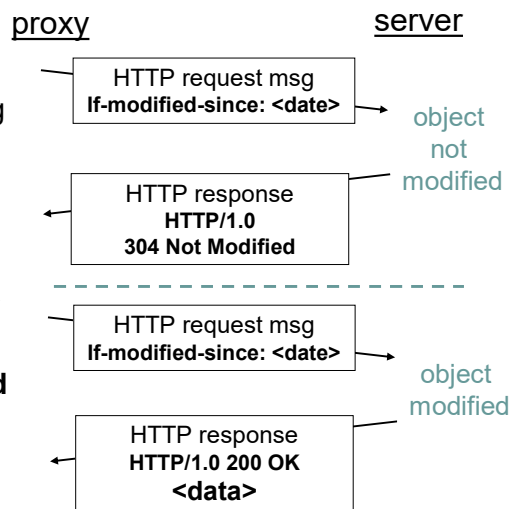 proxy
server
HTTP request msg
If-modified-since: <date>
g
object
not
modified
HTTP response
HTTP/1.0
304 Not Modified
HTTP request msg
If-modified-since: <date>
d
object
modified
HTTP response
HTTP/1.0 200 OK
<data>